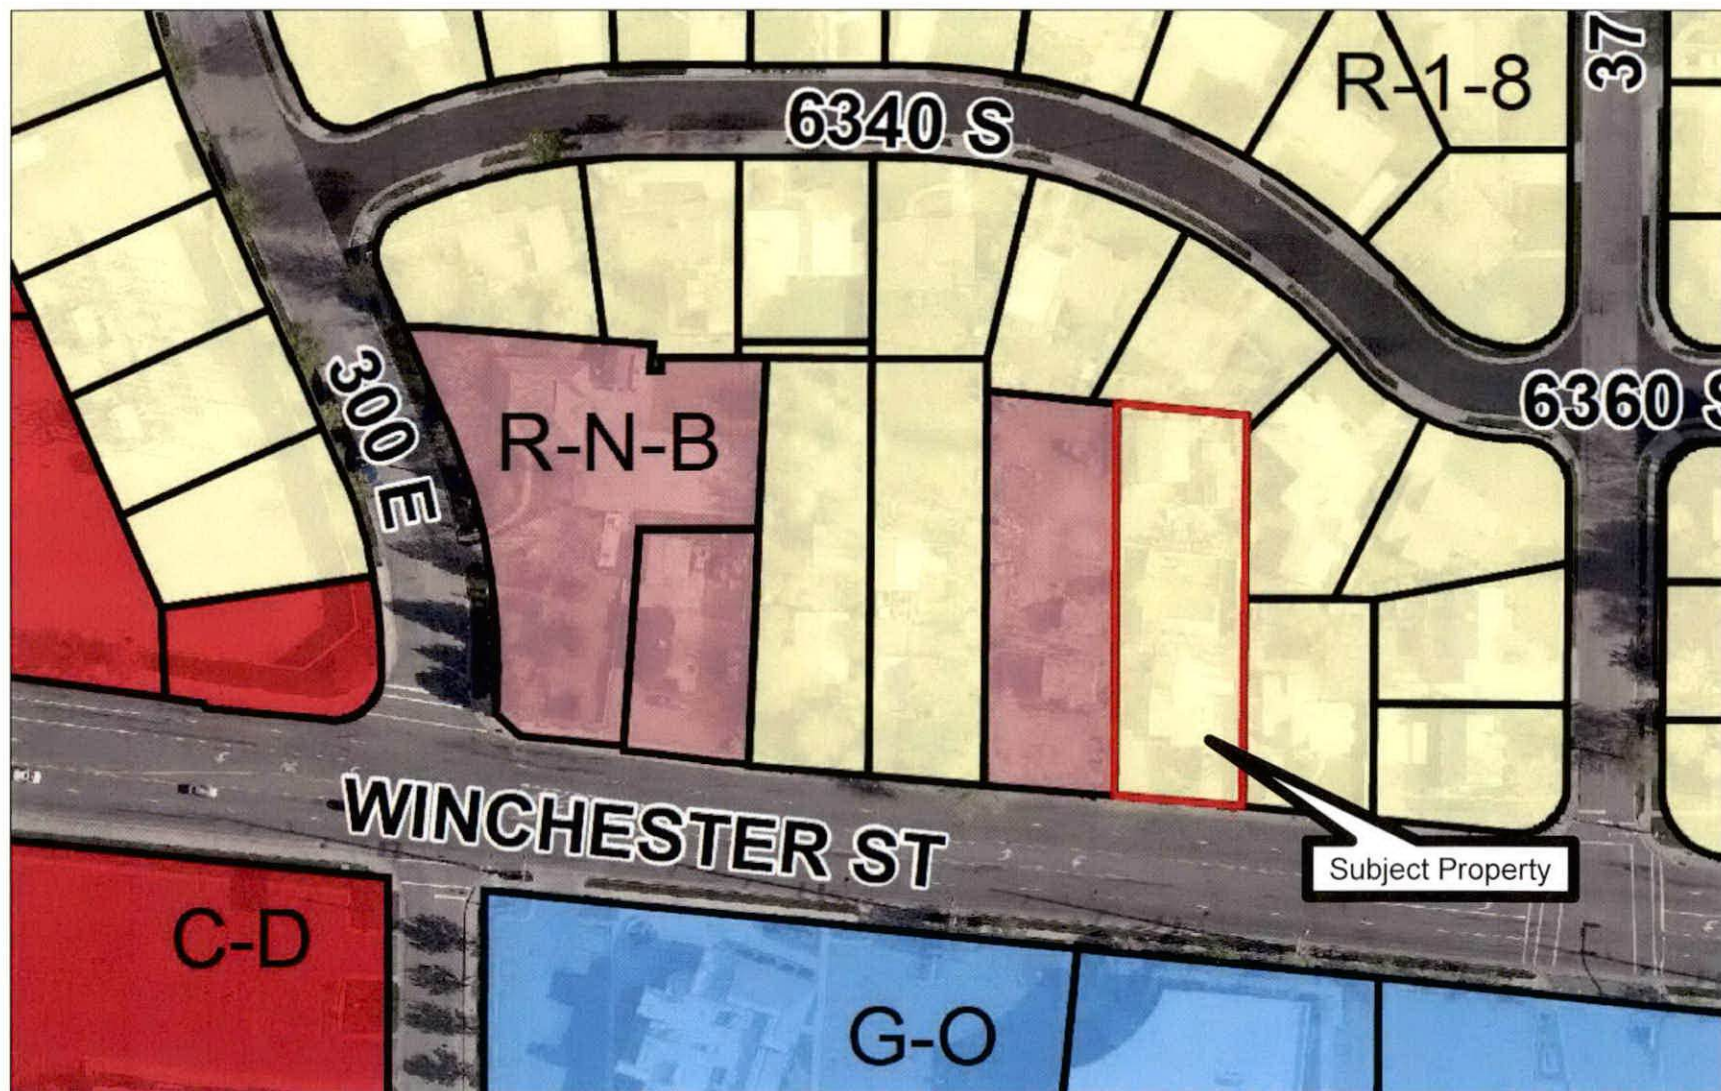 R-1-8
37
6340 S
300 E
6360 S
R-N-B
WINCHESTER ST
Subject Property
C-D
G-O